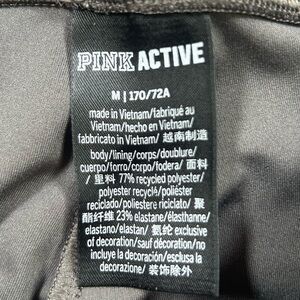 PINK ACTIVE
M | 170/72A
made in Vietnam/fabriqué au
Vietnam/hecho en Vietnam/
fabbricato in Vietnam/ 越南制造
body/lining/corps/doublure/
cuerpo/forro/corpo/fodera/ 面料
/ 里料 77% recycled polyester/
polyester recyclé/poliéster
reciclado/poliestere riciclato/ 聚
酯纤维 23% elastane/élasthanne/
elastano/elastan/ 氨纶 exclusive
of decoration/sauf décoration/no
incluye la decoración/esclusa la
decorazione/ 装饰除外